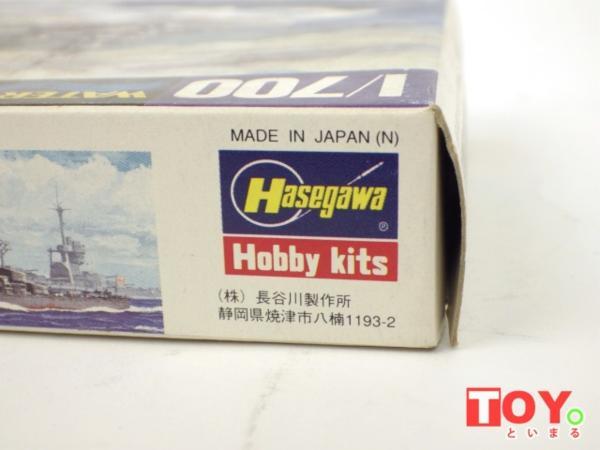 1/700 WATER
MADE IN JAPAN (N)
Hasegawa ®
Hobby kits
(株) 長谷川製作所
静岡県焼津市八楠1193-2
TOY。
といまる